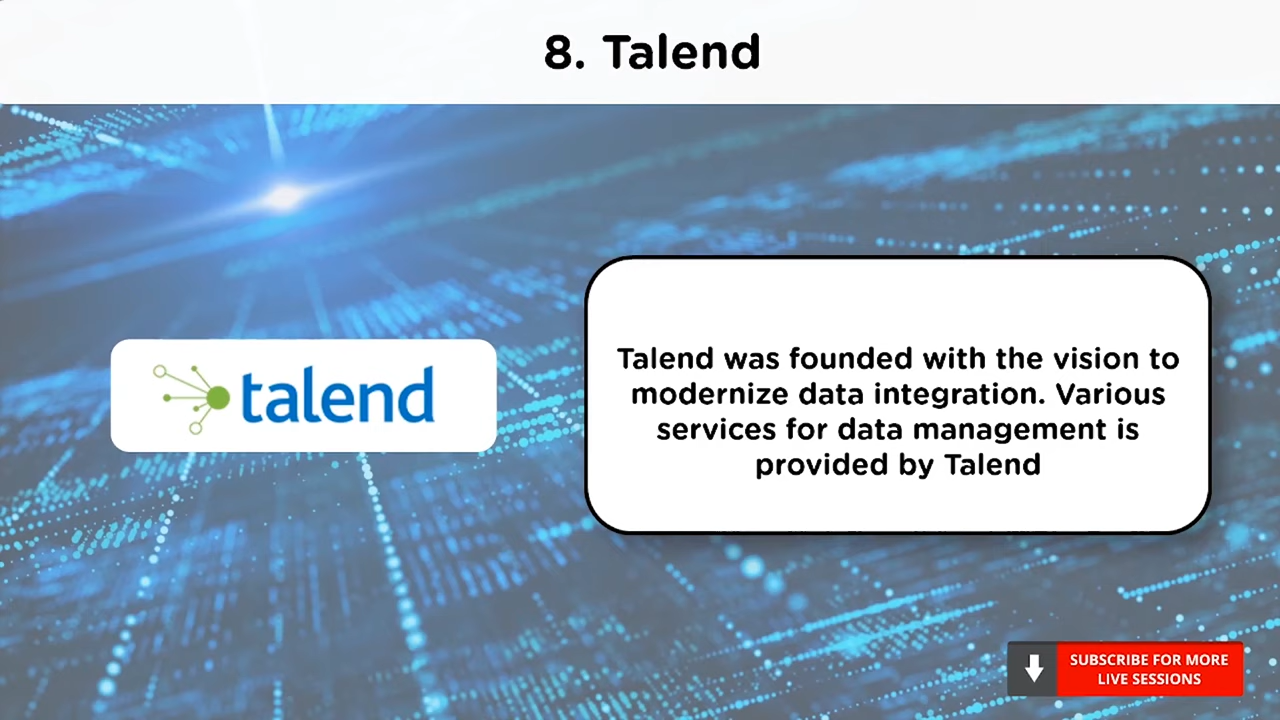 8. Talend
talend
Talend was founded with the vision to
modernize data integration. Various
services for data management is
provided by Talend
SUBSCRIBE FOR MORE
LIVE SESSIONS